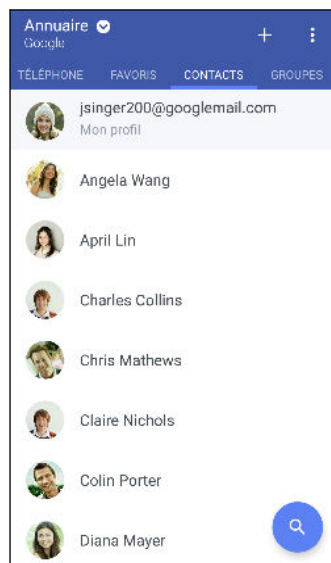 Annuaire
Google
TÉLÉPHONE FAVORIS CONTACTS GROUPES
jsinger200@googlemail.com
Mon profil
Angela Wang
April Lin
Charles Collins
Chris Mathews
Claire Nichols
Colin Porter
Diana Mayer